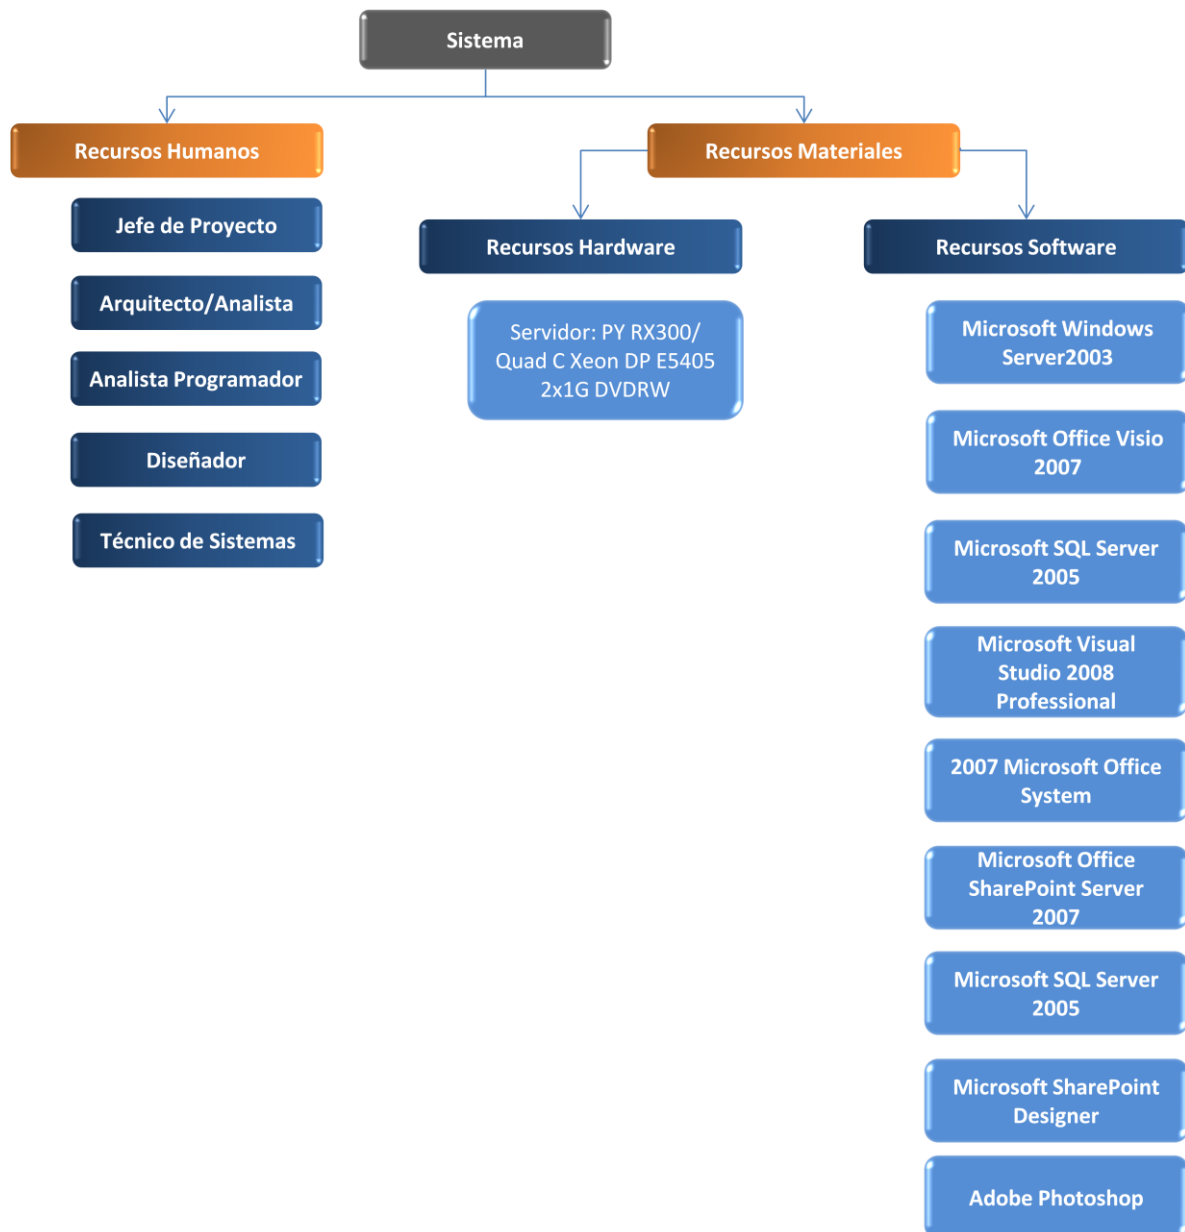 Sistema
Recursos Humanos
Jefe de Proyecto
Arquitecto/Analista
Analista Programador
Diseñador
Técnico de Sistemas
Recursos Materiales
Recursos Hardware
Servidor: PY RX300/
Quad C Xeon DP E5405
2x1G DVDRW
Recursos Software
Microsoft Windows
Server2003
Microsoft Office Visio
2007
Microsoft SQL Server
2005
Microsoft Visual
Studio 2008
Professional
2007 Microsoft Office
System
Microsoft Office
SharePoint Server
2007
Microsoft SQL Server
2005
Microsoft SharePoint
Designer
Adobe Photoshop